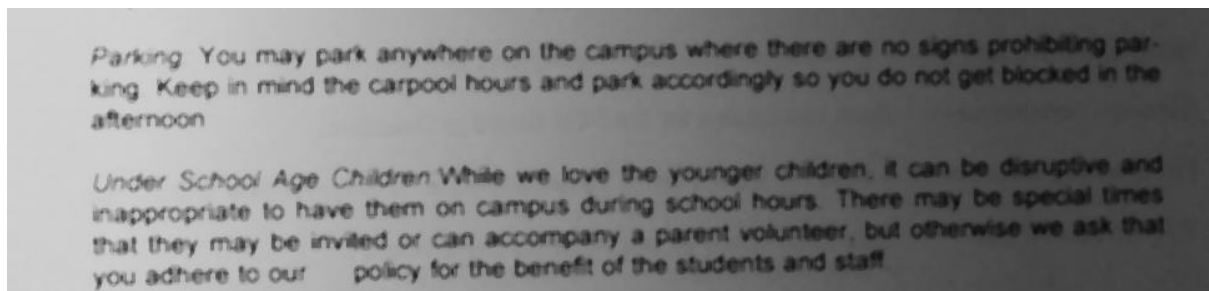 Parking You may park anywhere on the campus where there are no signs prohibiting par-
king Keep in mind the carpool hours and park accordingly so you do not get blocked in the
afternoon
Under School Age Children While we love the younger children, it can be disruptive and
inappropriate to have them on campus during school hours. There may be special times
that they may be invited or can accompany a parent volunteer, but otherwise we ask that
you adhere to our policy for the benefit of the students and staff